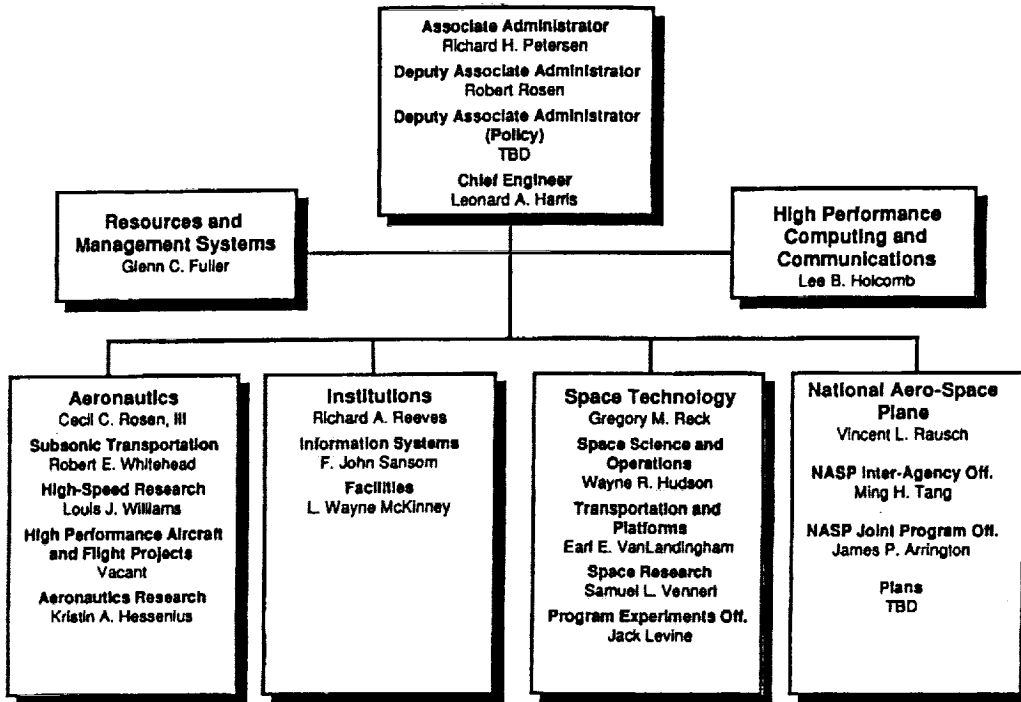 Associate Administrator
Richard H. Petersen
Deputy Associate Administrator
Robert Rosen
Deputy Associate Administrator
(Policy)
TBD
Chief Engineer
Leonard A. Harris
Resources and
Management Systems
Glenn C. Fuller
High Performance
Computing and
Communications
Lee B. Holcomb
Aeronautics
Cecil C. Rosen, III
Subsonic Transportation
Robert E. Whitehead
High-Speed Research
Louis J. Williams
High Performance Aircraft
and Flight Projects
Vacant
Aeronautics Research
Kristin A. Hessenius
Institutions
Richard A. Reeves
Information Systems
F. John Sansom
Facilities
L. Wayne McKinney
Space Technology
Gregory M. Reck
Space Science and
Operations
Wayne R. Hudson
Transportation and
Platforms
Earl E. VanLandingham
Space Research
Samuel L. Venneri
Program Experiments Off.
Jack Levine
National Aero-Space
Plane
Vincent L. Rausch
NASP Inter-Agency Off.
Ming H. Tang
NASP Joint Program Off.
James P. Arrington
Plans
TBD